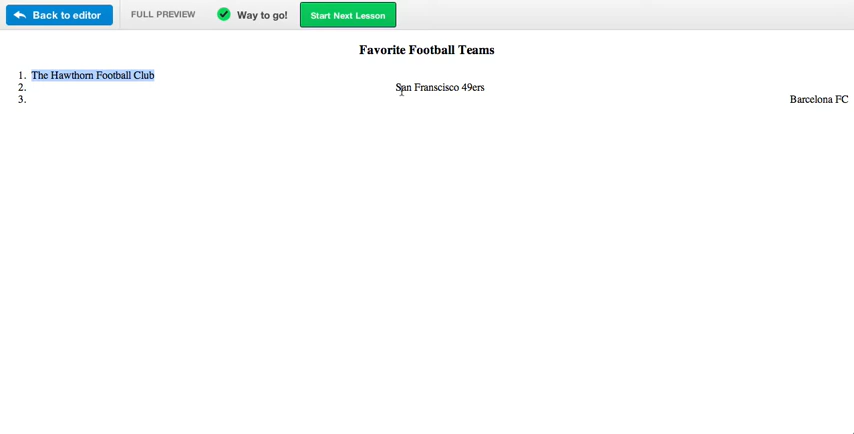 Back to editor
FULL PREVIEW
Way to go!
Start Next Lesson
Favorite Football Teams
1. The Hawthorn Football Club
2. San Franscisco 49ers
3. Barcelona FC